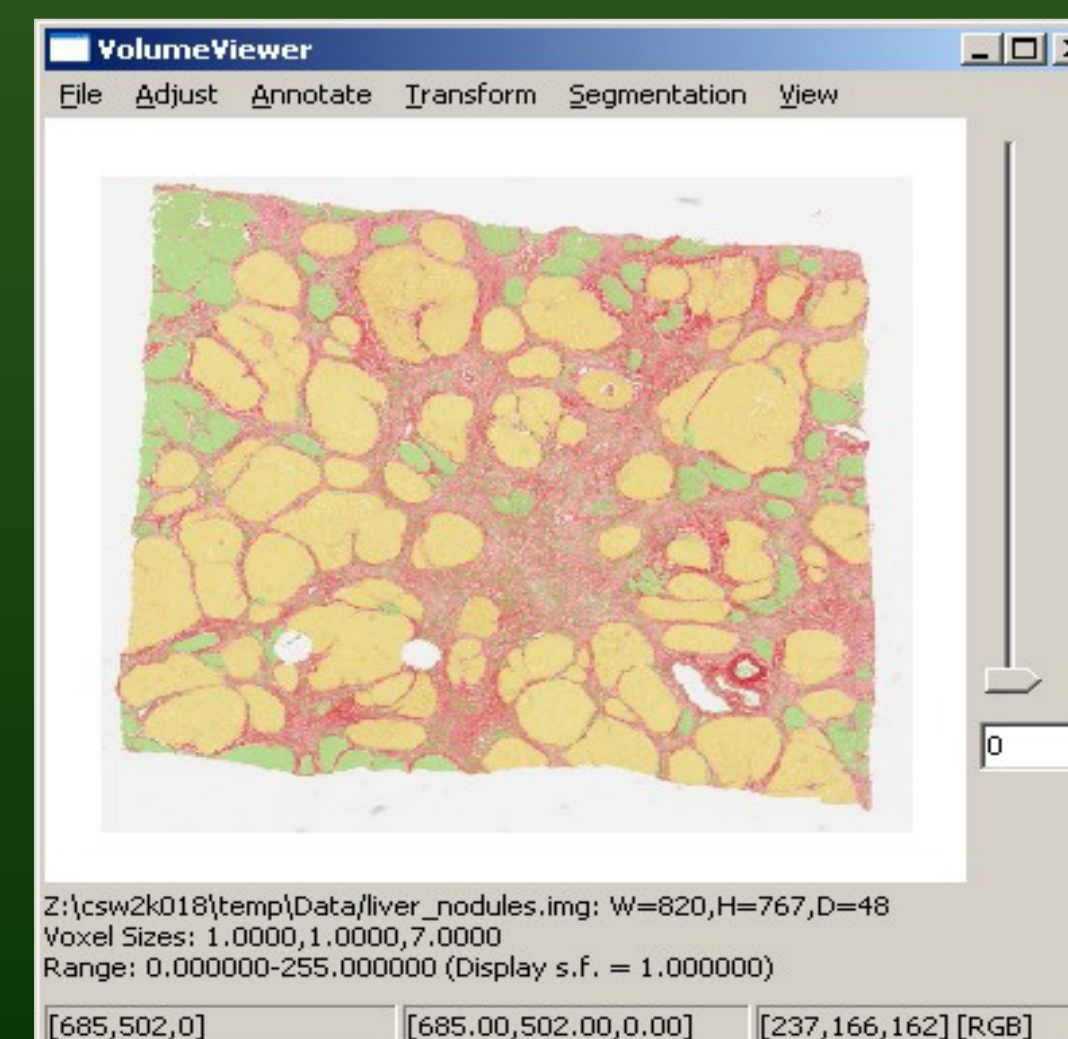 VolumeViewer
File Adjust Annotate Transform Segmentation View
0
Z:\csw2k018\temp\Data/liver_nodules.img: W=820,H=767,D=48
Voxel Sizes: 1.0000,1.0000,7.0000
Range: 0.000000-255.000000 (Display s.f. = 1.000000)
[685,502,0] [685.00,502.00,0.00] [237,166,162] [RGB]